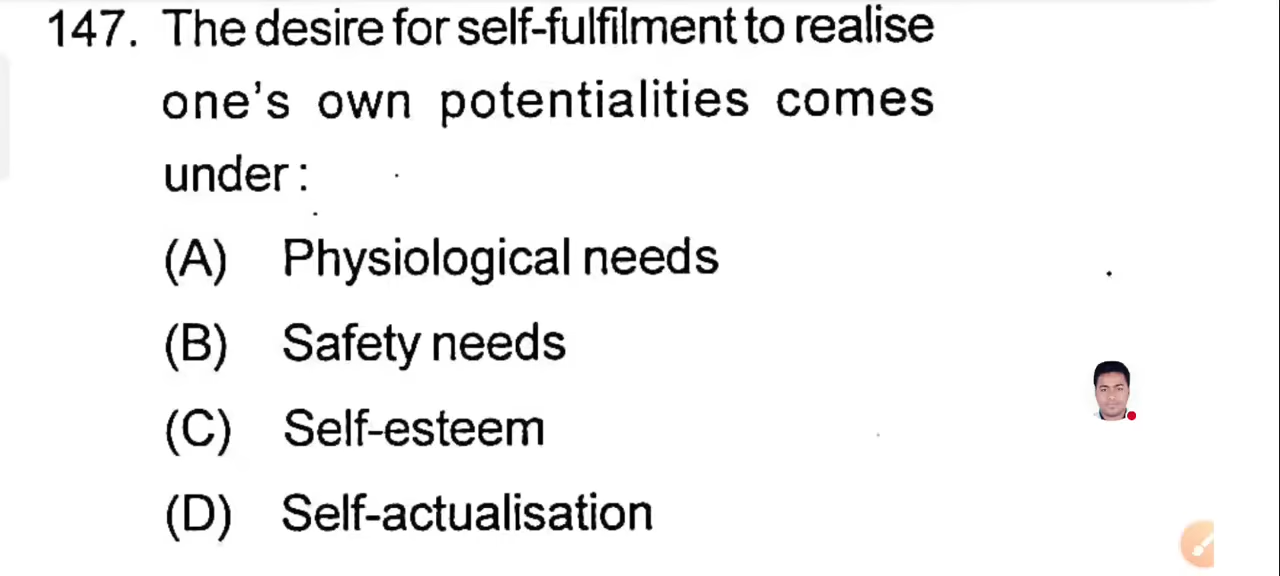 147. The desire for self-fulfilment to realise
one's own potentialities comes
under :
(A) Physiological needs
(B) Safety needs
(C) Self-esteem
(D) Self-actualisation